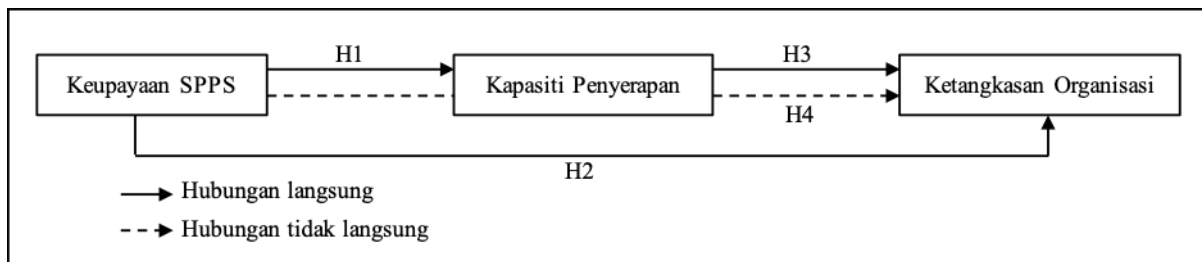 H1
H3
Keupayaan SPPS
Kapasiti Penyerapan
Ketangkasan Organisasi
H4
H2
Hubungan langsung
Hubungan tidak langsung